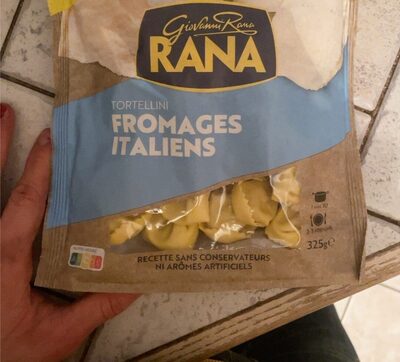 Giovanni Rana
RANA
TORTELLINI
FROMAGES
ITALIENS
325g e
RECETTE SANS CONSERVATEURS
NI ARÔMES ARTIFICIELS